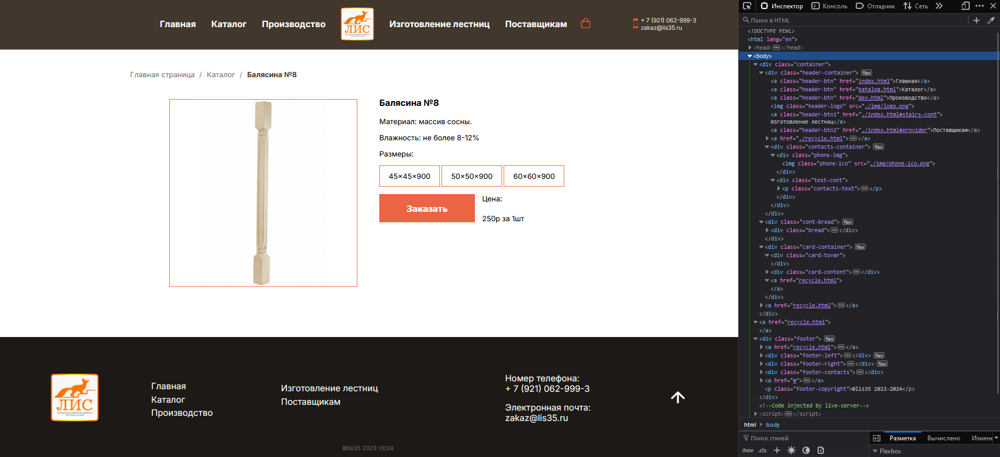 Главная
Каталог
Производство
ЛИС
Изготовление лестниц
Поставщикам
+ 7 (921) 062-999-3
zakaz@lis35.ru
Главная страница / Каталог / Балясина №8
Балясина №8
Материал: массив сосны.
Влажность: не более 8-12%
Размеры:
45×45×900
50×50×900
60×60×900
Заказать
Цена:
250р за 1шт
ЛИС
Главная
Каталог
Производство
Изготовление лестниц
Поставщикам
Номер телефона:
+ 7 (921) 062-999-3
Электронная почта:
zakaz@lis35.ru
©lis35 2023-2024
Инспектор
Консоль
Отладчик
Сеть
Поиск в HTML
<!DOCTYPE html>
<html lang="en">
<head> </head>
<body>
<div class="container">
<div class="header-container"> flex
<a class="header-btn" href="index.html">Главная</a>
<a class="header-btn" href="katalog.html">Каталог</a>
<a class="header-btn" href="dev.html">Производство</a>
<img class="header-logo" src="./img/logo.png">
<a class="header-btn1" href="./index.html#stairs-cont">
Изготовление лестниц</a>
<a class="header-btn2" href="./index.html#provider">Поставщикам</a>
<a href="./recycle.html"> </a>
<div class="contacts-container"> flex
<div class="phone-img">
<img class="phone-ico" src="./img/phone-ico.png">
</div>
<div class="text-cont">
<p class="contacts-text"> </p>
</div>
</div>
</div>
<div class="cont-bread"> flex
<div class="bread"> </div>
</div>
<div class="card-container"> flex
<div class="card-tovar">
</div>
<div class="card-content"> </div>
<a href="recycle.html">
</a>
</div>
<a href="recycle.html"> </a>
</div>
<a href="recycle.html">
</a>
<div class="footer"> flex
<a href="recycle.html"> </a>
<div class="footer-left"> </div> flex
<div class="footer-right"> </div> flex
<div class="footer-contacts"> </div>
<a href="#"> </a>
<p class="footer-copyright">©lis35 2023-2024</p>
</div>
<!--Code injected by live-server-->
<script> </script>
html > body
Поиск стилей
:hov .cls
Разметка
Вычислено
Измене
Flexbox